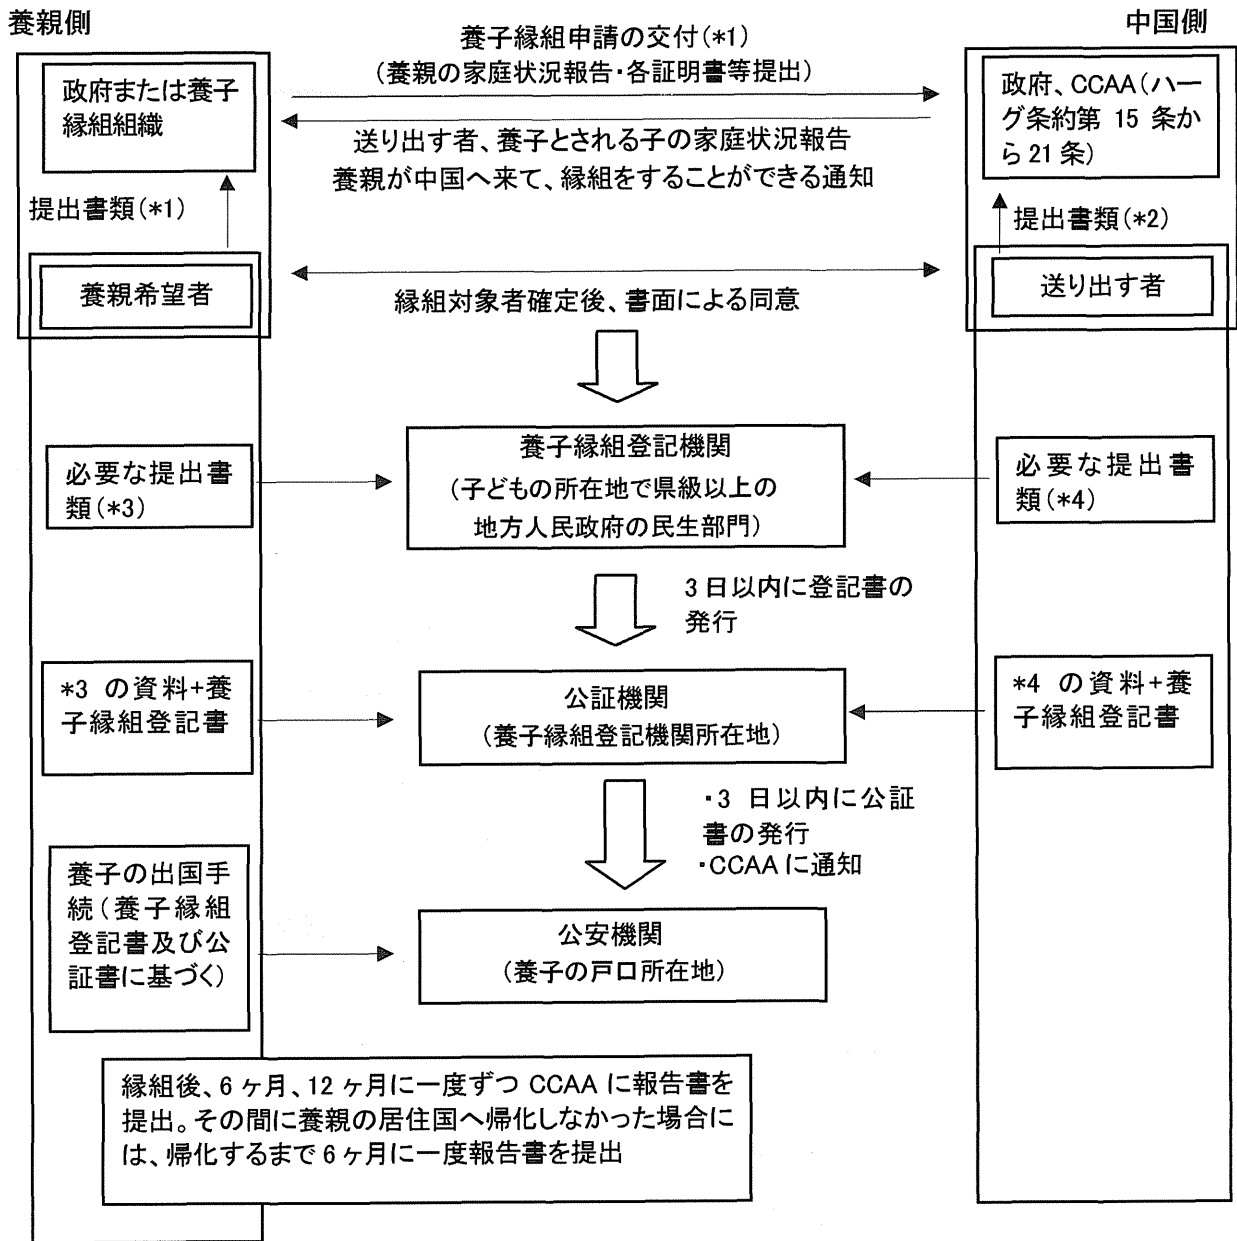 養親側
中国側
養子縁組申請の交付(*1)
(養親の家庭状況報告・各証明書等提出)
政府または養子
縁組組織
政府、CCAA(ハー
グ条約第 15 条か
ら 21 条)
送り出す者、養子とされる子の家庭状況報告
養親が中国へ来て、縁組をすることができる通知
提出書類(*1)
提出書類(*2)
養親希望者
送り出す者
縁組対象者確定後、書面による同意
必要な提出書
類(*3)
養子縁組登記機関
(子どもの所在地で県級以上の
地方人民政府の民生部門)
必要な提出書
類(*4)
3 日以内に登記書の
発行
*3 の資料+養
子縁組登記書
公証機関
(養子縁組登記機関所在地)
*4 の資料+養
子縁組登記書
・3 日以内に公証
書の発行
・CCAA に通知
養子の出国手
続(養子縁組
登記書及び公
証書に基づく)
公安機関
(養子の戸口所在地)
縁組後、6 ヶ月、12 ヶ月に一度ずつ CCAA に報告書を
提出。その間に養親の居住国へ帰化しなかった場合に
は、帰化するまで 6 ヶ月に一度報告書を提出